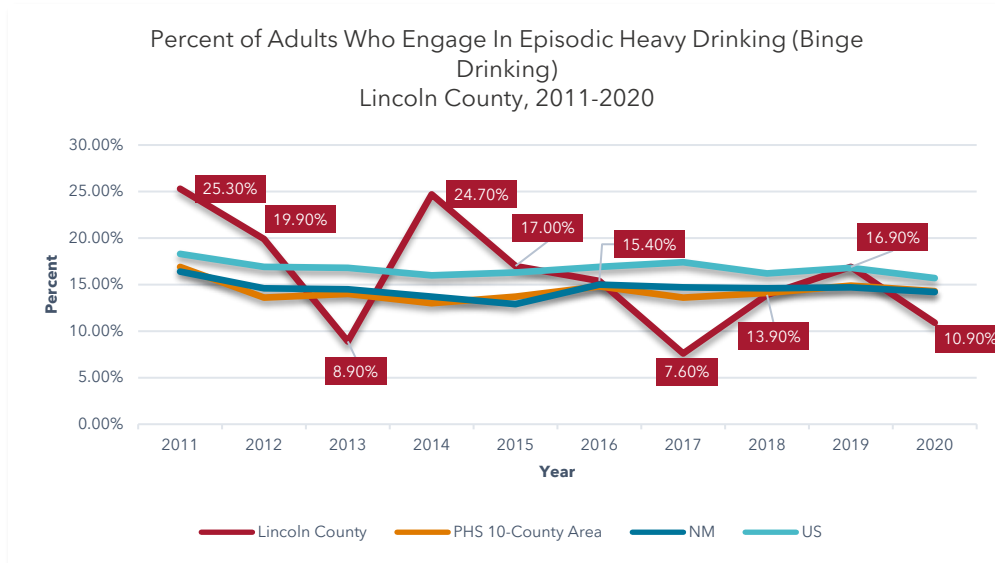 Percent of Adults Who Engage In Episodic Heavy Drinking (Binge
Drinking)
Lincoln County, 2011-2020
30.00%
25.00%
20.00%
15.00%
10.00%
5.00%
0.00%
Percent
25.30%
19.90%
8.90%
24.70%
17.00%
15.40%
7.60%
13.90%
16.90%
10.90%
2011 2012 2013 2014 2015 2016 2017 2018 2019 2020
Year
Lincoln County PHS 10-County Area NM US